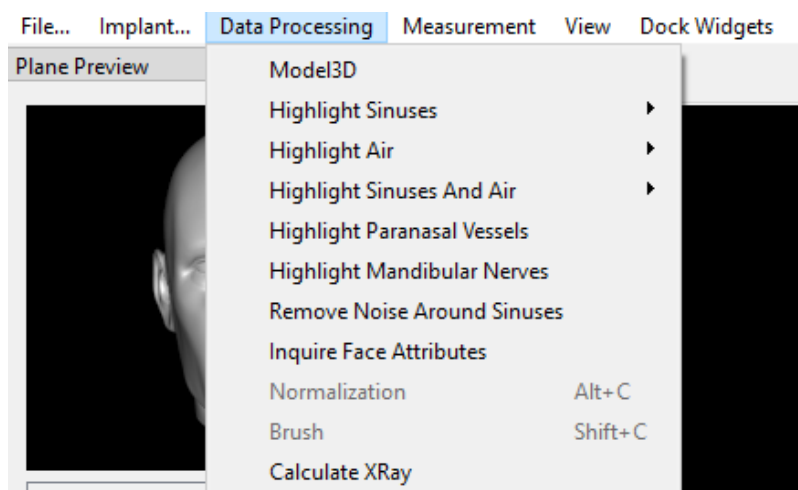 File... Implant... Data Processing Measurement View Dock Widgets
Plane Preview
Model3D
Highlight Sinuses
Highlight Air
Highlight Sinuses And Air
Highlight Paranasal Vessels
Highlight Mandibular Nerves
Remove Noise Around Sinuses
Inquire Face Attributes
Normalization Alt+C
Brush Shift+C
Calculate XRay